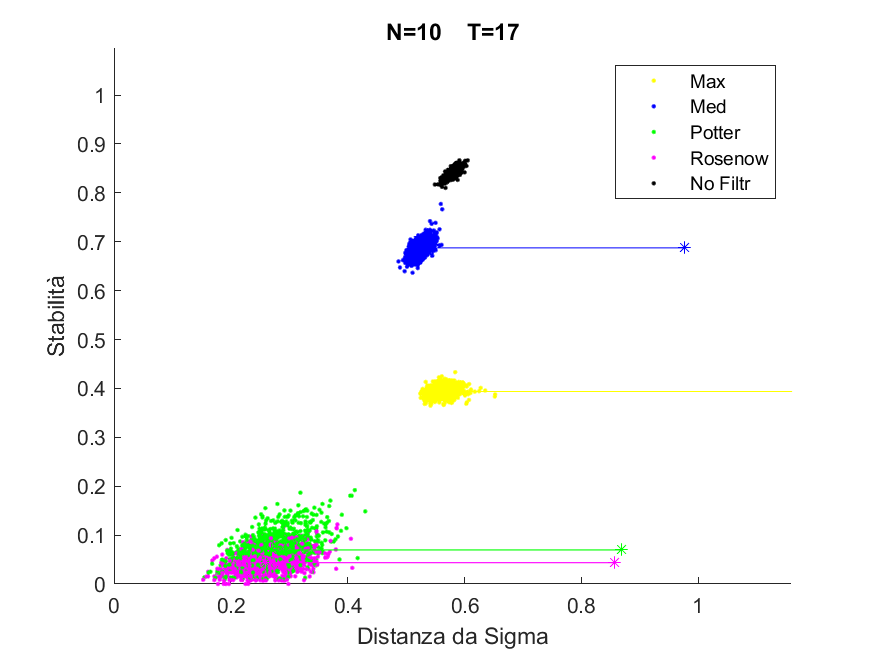 N=10    T=17
Max
Med
Potter
Rosenow
No Filtr
Stabilità
1
0.9
0.8
0.7
0.6
0.5
0.4
0.3
0.2
0.1
0
0 0.2 0.4 0.6 0.8 1
Distanza da Sigma